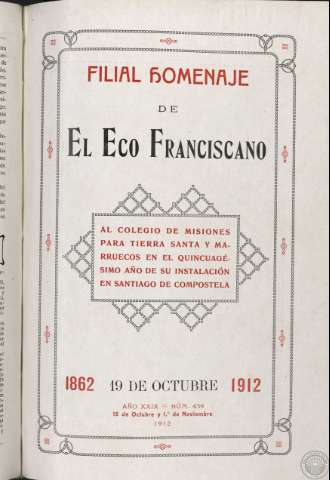 FILIAL HOMENAJE
DE
EL ECO FRANCISCANO
AL COLEGIO DE MISIONES
PARA TIERRA SANTA Y MA-
RRUECOS EN EL QUINCUAGÉ-
SIMO AÑO DE SU INSTALACIÓN
EN SANTIAGO DE COMPOSTELA
1862 19 DE OCTUBRE 1912
AÑO XXIX — NÚM. 439
15 de Octubre y 1.º de Noviembre
1912